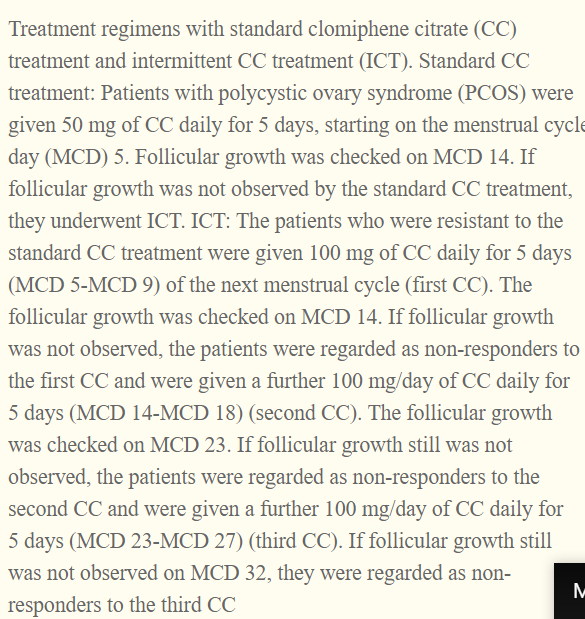 Treatment regimens with standard clomiphene citrate (CC)
treatment and intermittent CC treatment (ICT). Standard CC
treatment: Patients with polycystic ovary syndrome (PCOS) were
given 50 mg of CC daily for 5 days, starting on the menstrual cycle
day (MCD) 5. Follicular growth was checked on MCD 14. If
follicular growth was not observed by the standard CC treatment,
they underwent ICT. ICT: The patients who were resistant to the
standard CC treatment were given 100 mg of CC daily for 5 days
(MCD 5-MCD 9) of the next menstrual cycle (first CC). The
follicular growth was checked on MCD 14. If follicular growth
was not observed, the patients were regarded as non-responders to
the first CC and were given a further 100 mg/day of CC daily for
5 days (MCD 14-MCD 18) (second CC). The follicular growth
was checked on MCD 23. If follicular growth still was not
observed, the patients were regarded as non-responders to the
second CC and were given a further 100 mg/day of CC daily for
5 days (MCD 23-MCD 27) (third CC). If follicular growth still
was not observed on MCD 32, they were regarded as non-
responders to the third CC
M